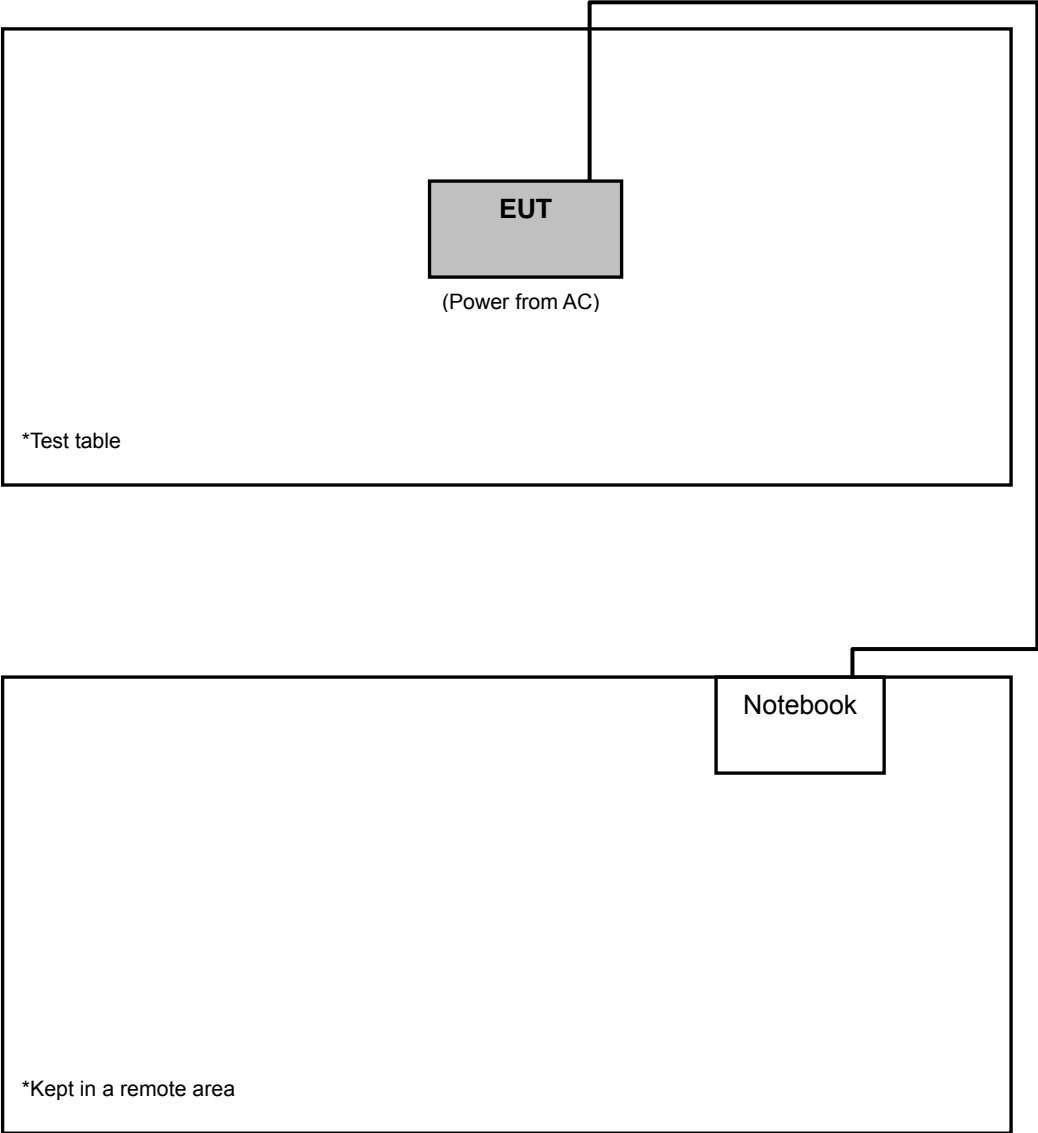 EUT
(Power from AC)
*Test table
Notebook
*Kept in a remote area